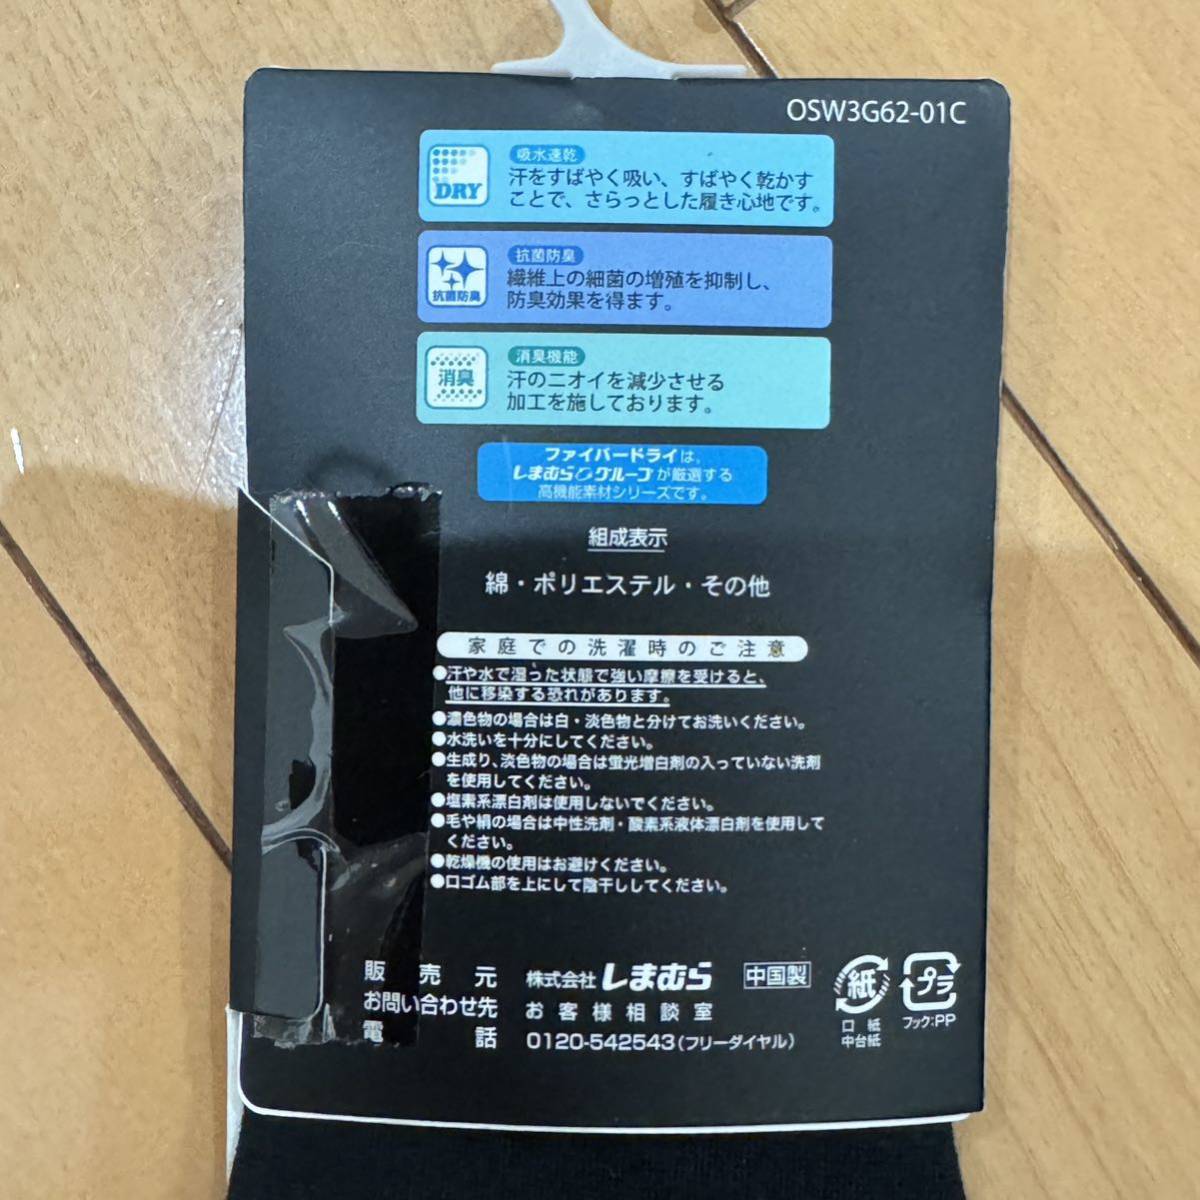 OSW3G62-01C
吸水速乾
DRY
汗をすばやく吸い、すばやく乾かす
ことで、さらっとした履き心地です。
抗菌防臭
抗菌防臭
繊維上の細菌の増殖を抑制し、
防臭効果を得ます。
消臭機能
消臭
汗のニオイを減少させる
加工を施しております。
ファイバードライは、
しまむらグループが厳選する
高機能素材シリーズです。
組成表示
綿・ポリエステル・その他
家庭での洗濯時のご注意
●汗や水で湿った状態で強い摩擦を受けると、
他に移染する恐れがあります。
●濃色物の場合は白・淡色物と分けてお洗いください。
●水洗いを十分にしてください。
●生成り、淡色物の場合は蛍光増白剤の入っていない洗剤
を使用してください。
●塩素系漂白剤は使用しないでください。
●毛や絹の場合は中性洗剤・酸素系液体漂白剤を使用して
ください。
●乾燥機の使用はお避けください。
●口ゴム部を上にして陰干ししてください。
販売元 株式会社しまむら 中国製
お問い合わせ先 お客様相談室
電話 0120-542543(フリーダイヤル)
紙
口紙
中台紙
プラ
フック:PP